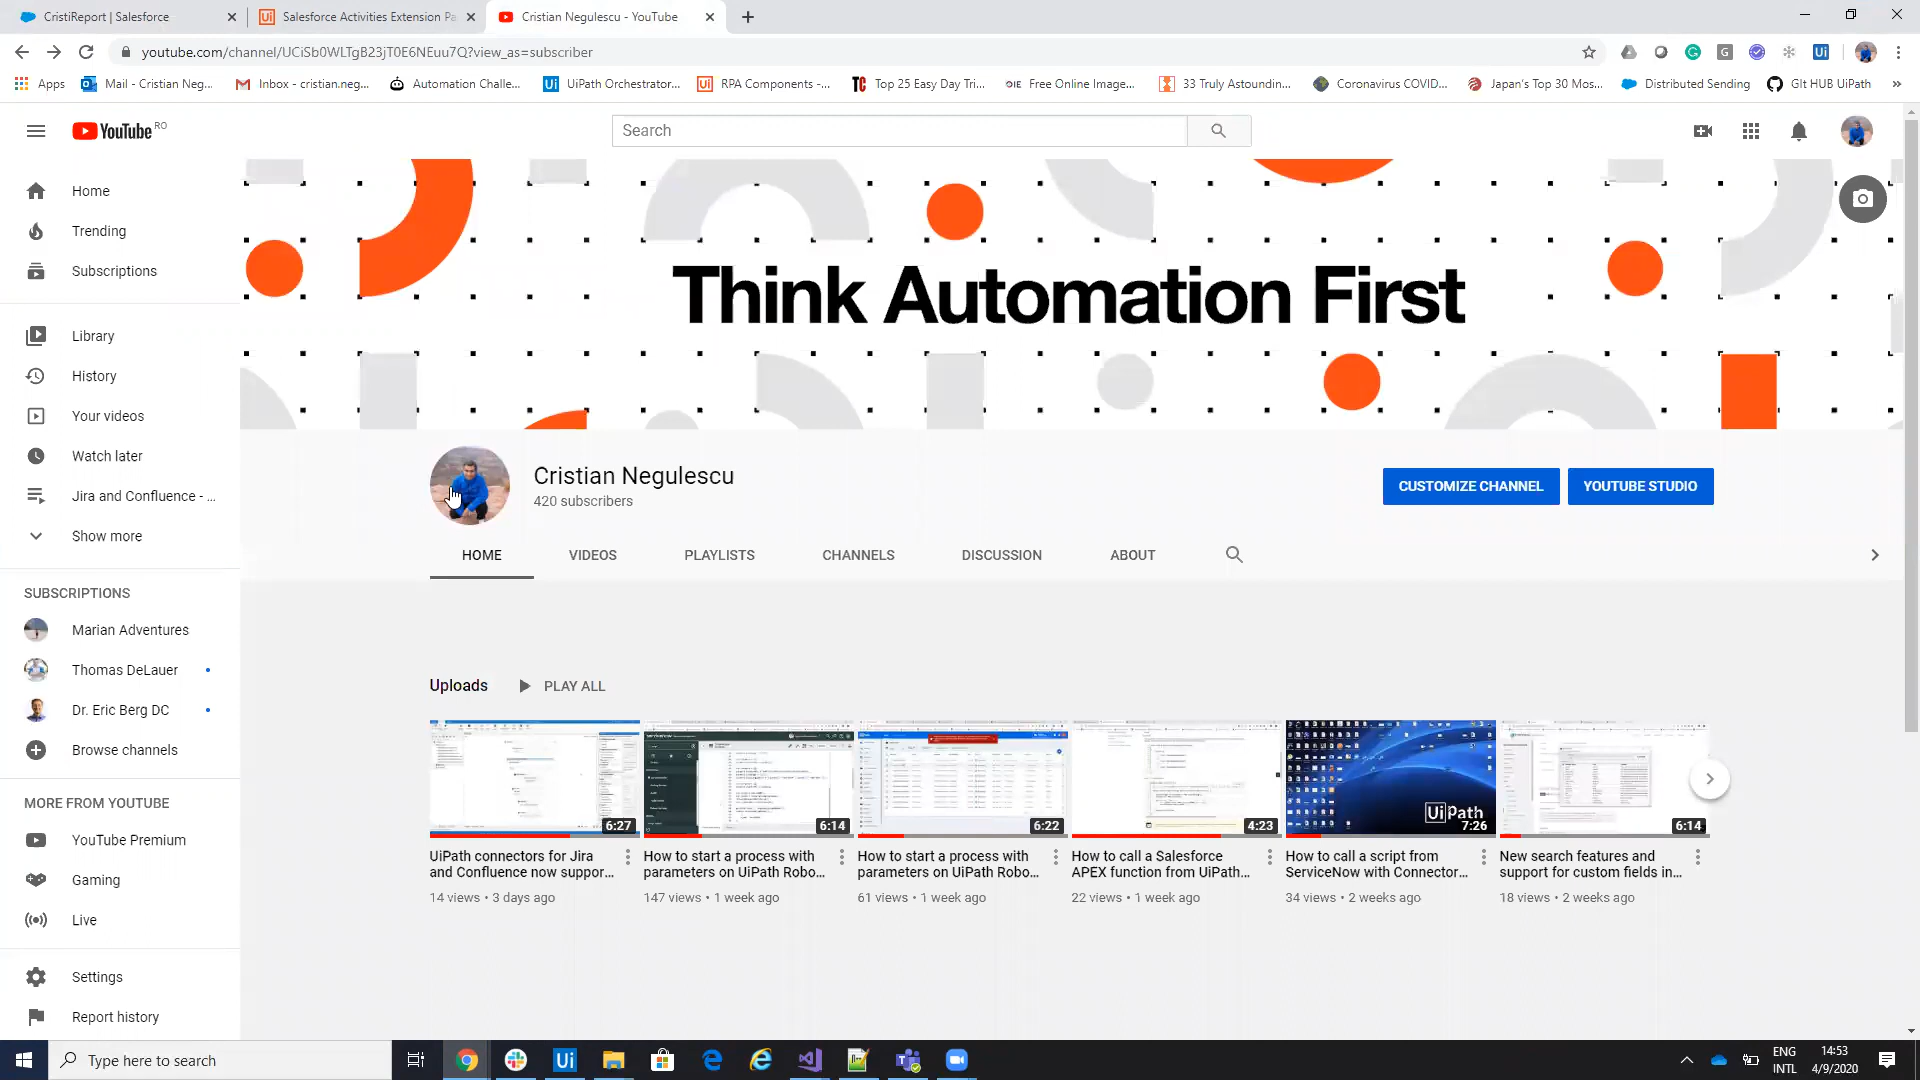 CristiReport | Salesforce
Salesforce Activities Extension Pa
Cristian Negulescu - YouTube
youtube.com/channel/UCiSb0WLTgB23jT0E6NEuu7Q?view_as=subscriber
Apps
Mail - Cristian Neg...
Inbox - cristian.neg...
Automation Challe...
UiPath Orchestrator...
RPA Components -...
Top 25 Easy Day Tri...
Free Online Image...
33 Truly Astoundin...
Coronavirus COVID...
Japan's Top 30 Mos...
Distributed Sending
Git HUB UiPath
YouTube RO
Search
Home
Trending
Subscriptions
Library
History
Your videos
Watch later
Jira and Confluence - ...
Show more
SUBSCRIPTIONS
Marian Adventures
Thomas DeLauer
Dr. Eric Berg DC
Browse channels
MORE FROM YOUTUBE
YouTube Premium
Gaming
Live
Settings
Report history
Think Automation First
Cristian Negulescu
420 subscribers
CUSTOMIZE CHANNEL
YOUTUBE STUDIO
HOME
VIDEOS
PLAYLISTS
CHANNELS
DISCUSSION
ABOUT
Uploads
PLAY ALL
6:27
UiPath connectors for Jira
and Confluence now suppor...
14 views • 3 days ago
6:14
How to start a process with
parameters on UiPath Robo...
147 views • 1 week ago
6:22
How to start a process with
parameters on UiPath Robo...
61 views • 1 week ago
4:23
How to call a Salesforce
APEX function from UiPath...
22 views • 1 week ago
UiPath
7:26
How to call a script from
ServiceNow with Connector...
34 views • 2 weeks ago
6:14
New search features and
support for custom fields in...
18 views • 2 weeks ago
Type here to search
ENG
INTL
14:53
4/9/2020